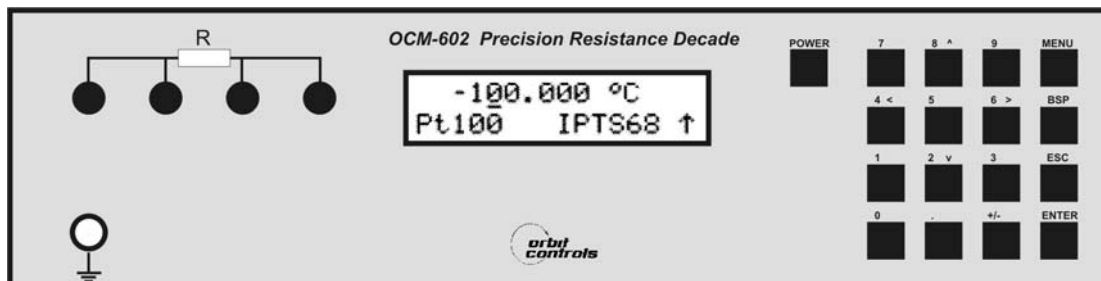 R
OCM-602 Precision Resistance Decade
-100.000 °C
Pt100 IPTS68 ↑
orbit
controls
POWER
7 8 ^ 9 MENU
4 < 5 6 > BSP
1 2 v 3 ESC
0 . +/- ENTER